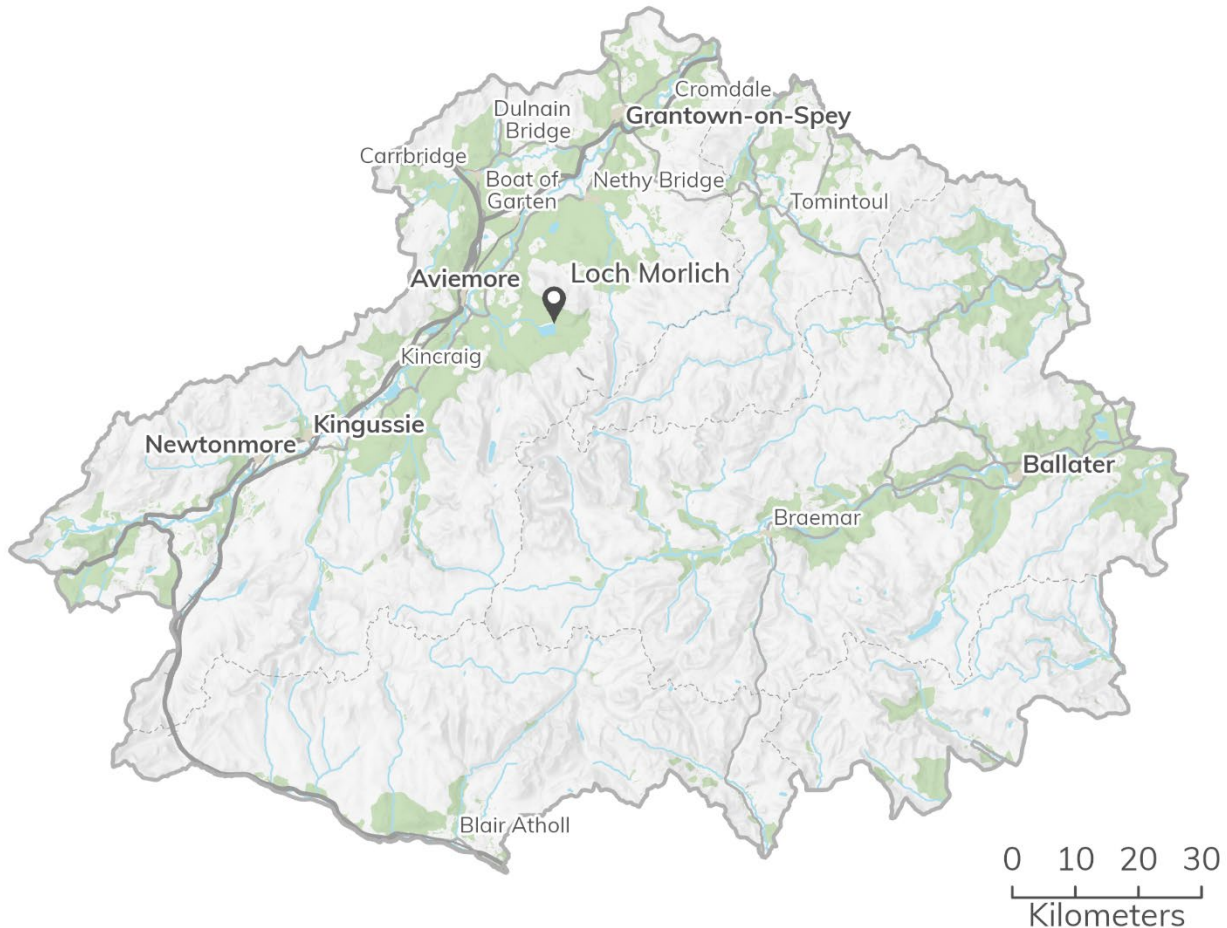 Cromdale
Dulnain
Bridge
Grantown-on-Spey
Carrbridge
Boat of
Garten
Nethy Bridge
Tomintoul
Aviemore
Loch Morlich
Kincraig
Kingussie
Newtonmore
Ballater
Braemar
Blair Atholl
0 10 20 30
Kilometers